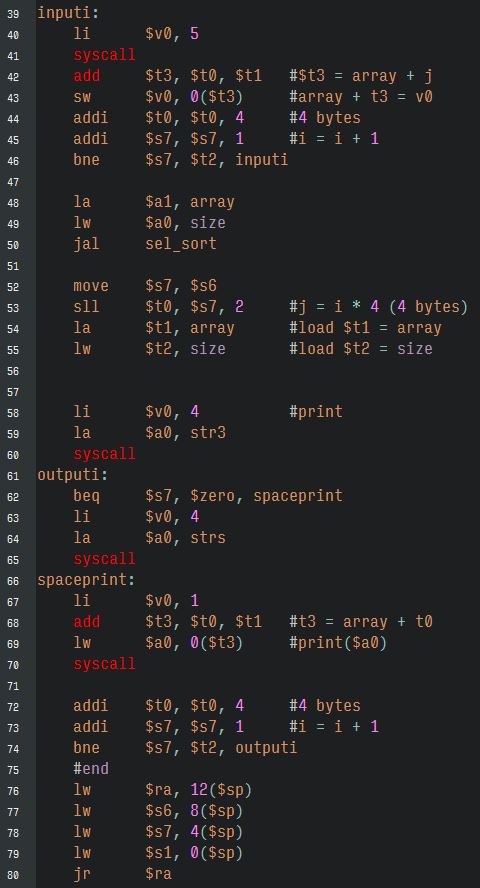 39 inputi:
40 li $v0, 5
41 syscall
42 add $t3, $t0, $t1 #$t3 = array + j
43 sw $v0, 0($t3) #array + t3 = v0
44 addi $t0, $t0, 4 #4 bytes
45 addi $s7, $s7, 1 #i = i + 1
46 bne $s7, $t2, inputi
47
48 la $a1, array
49 lw $a0, size
50 jal sel_sort
51
52 move $s7, $s6
53 sll $t0, $s7, 2 #j = i * 4 (4 bytes)
54 la $t1, array #load $t1 = array
55 lw $t2, size #load $t2 = size
56
57
58 li $v0, 4 #print
59 la $a0, str3
60 syscall
61 outputi:
62 beq $s7, $zero, spaceprint
63 li $v0, 4
64 la $a0, strs
65 syscall
66 spaceprint:
67 li $v0, 1
68 add $t3, $t0, $t1 #t3 = array + t0
69 lw $a0, 0($t3) #print($a0)
70 syscall
71
72 addi $t0, $t0, 4 #4 bytes
73 addi $s7, $s7, 1 #i = i + 1
74 bne $s7, $t2, outputi
75 #end
76 lw $ra, 12($sp)
77 lw $s6, 8($sp)
78 lw $s7, 4($sp)
79 lw $s1, 0($sp)
80 jr $ra